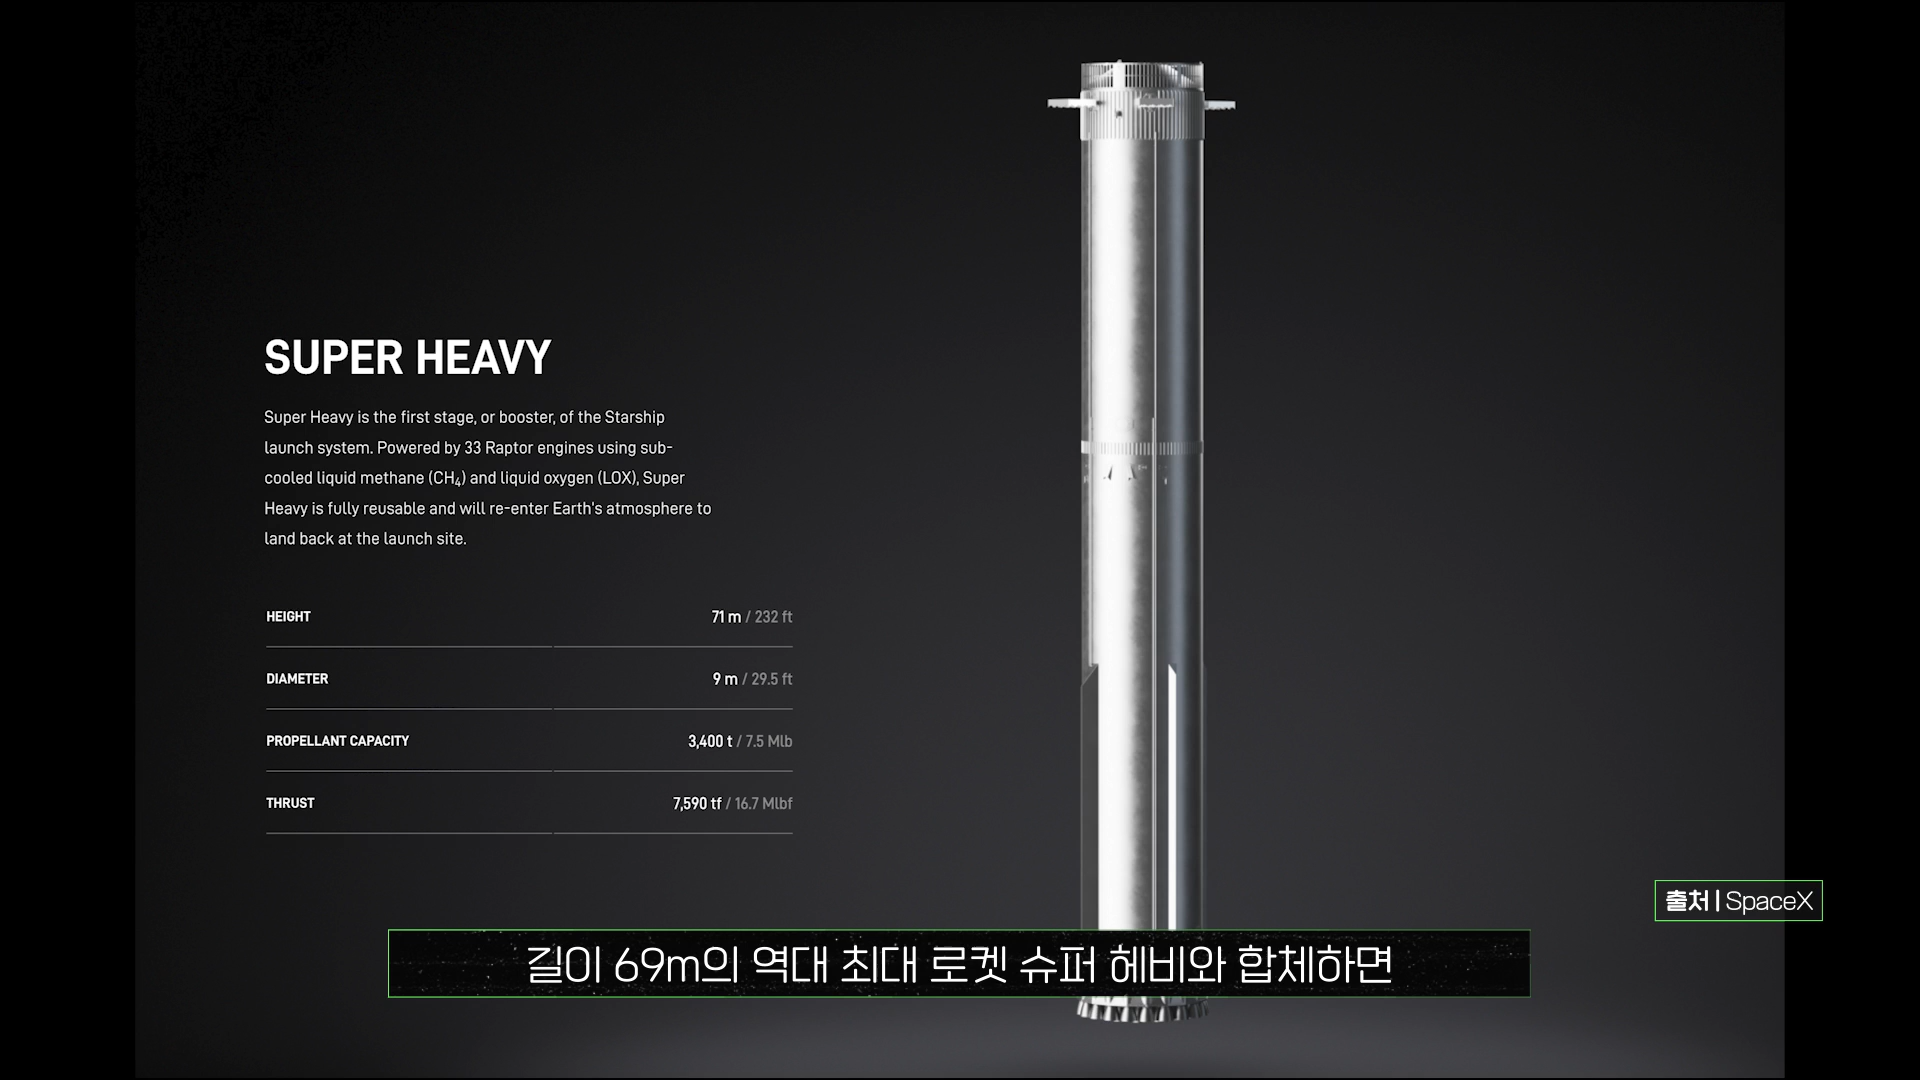 SUPER HEAVY
Super Heavy is the first stage, or booster, of the Starship
launch system. Powered by 33 Raptor engines using sub-
cooled liquid methane (CH₄) and liquid oxygen (LOX), Super
Heavy is fully reusable and will re-enter Earth's atmosphere to
land back at the launch site.
HEIGHT 71 m / 232 ft
DIAMETER 9 m / 29.5 ft
PROPELLANT CAPACITY 3,400 t / 7.5 Mlb
THRUST 7,590 tf / 16.7 Mlbf
출처 | SpaceX
길이 69m의 역대 최대 로켓 슈퍼 헤비와 합체하면